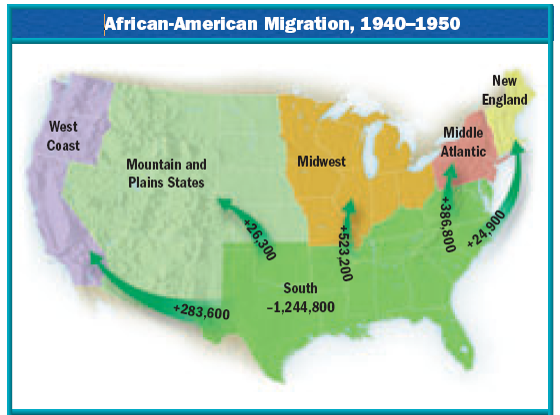 African-American Migration, 1940–1950
New
England
West
Coast
Middle
Atlantic
Midwest
Mountain and
Plains States
+26,300
+523,200
+386,800
+24,900
South
-1,244,800
+283,600